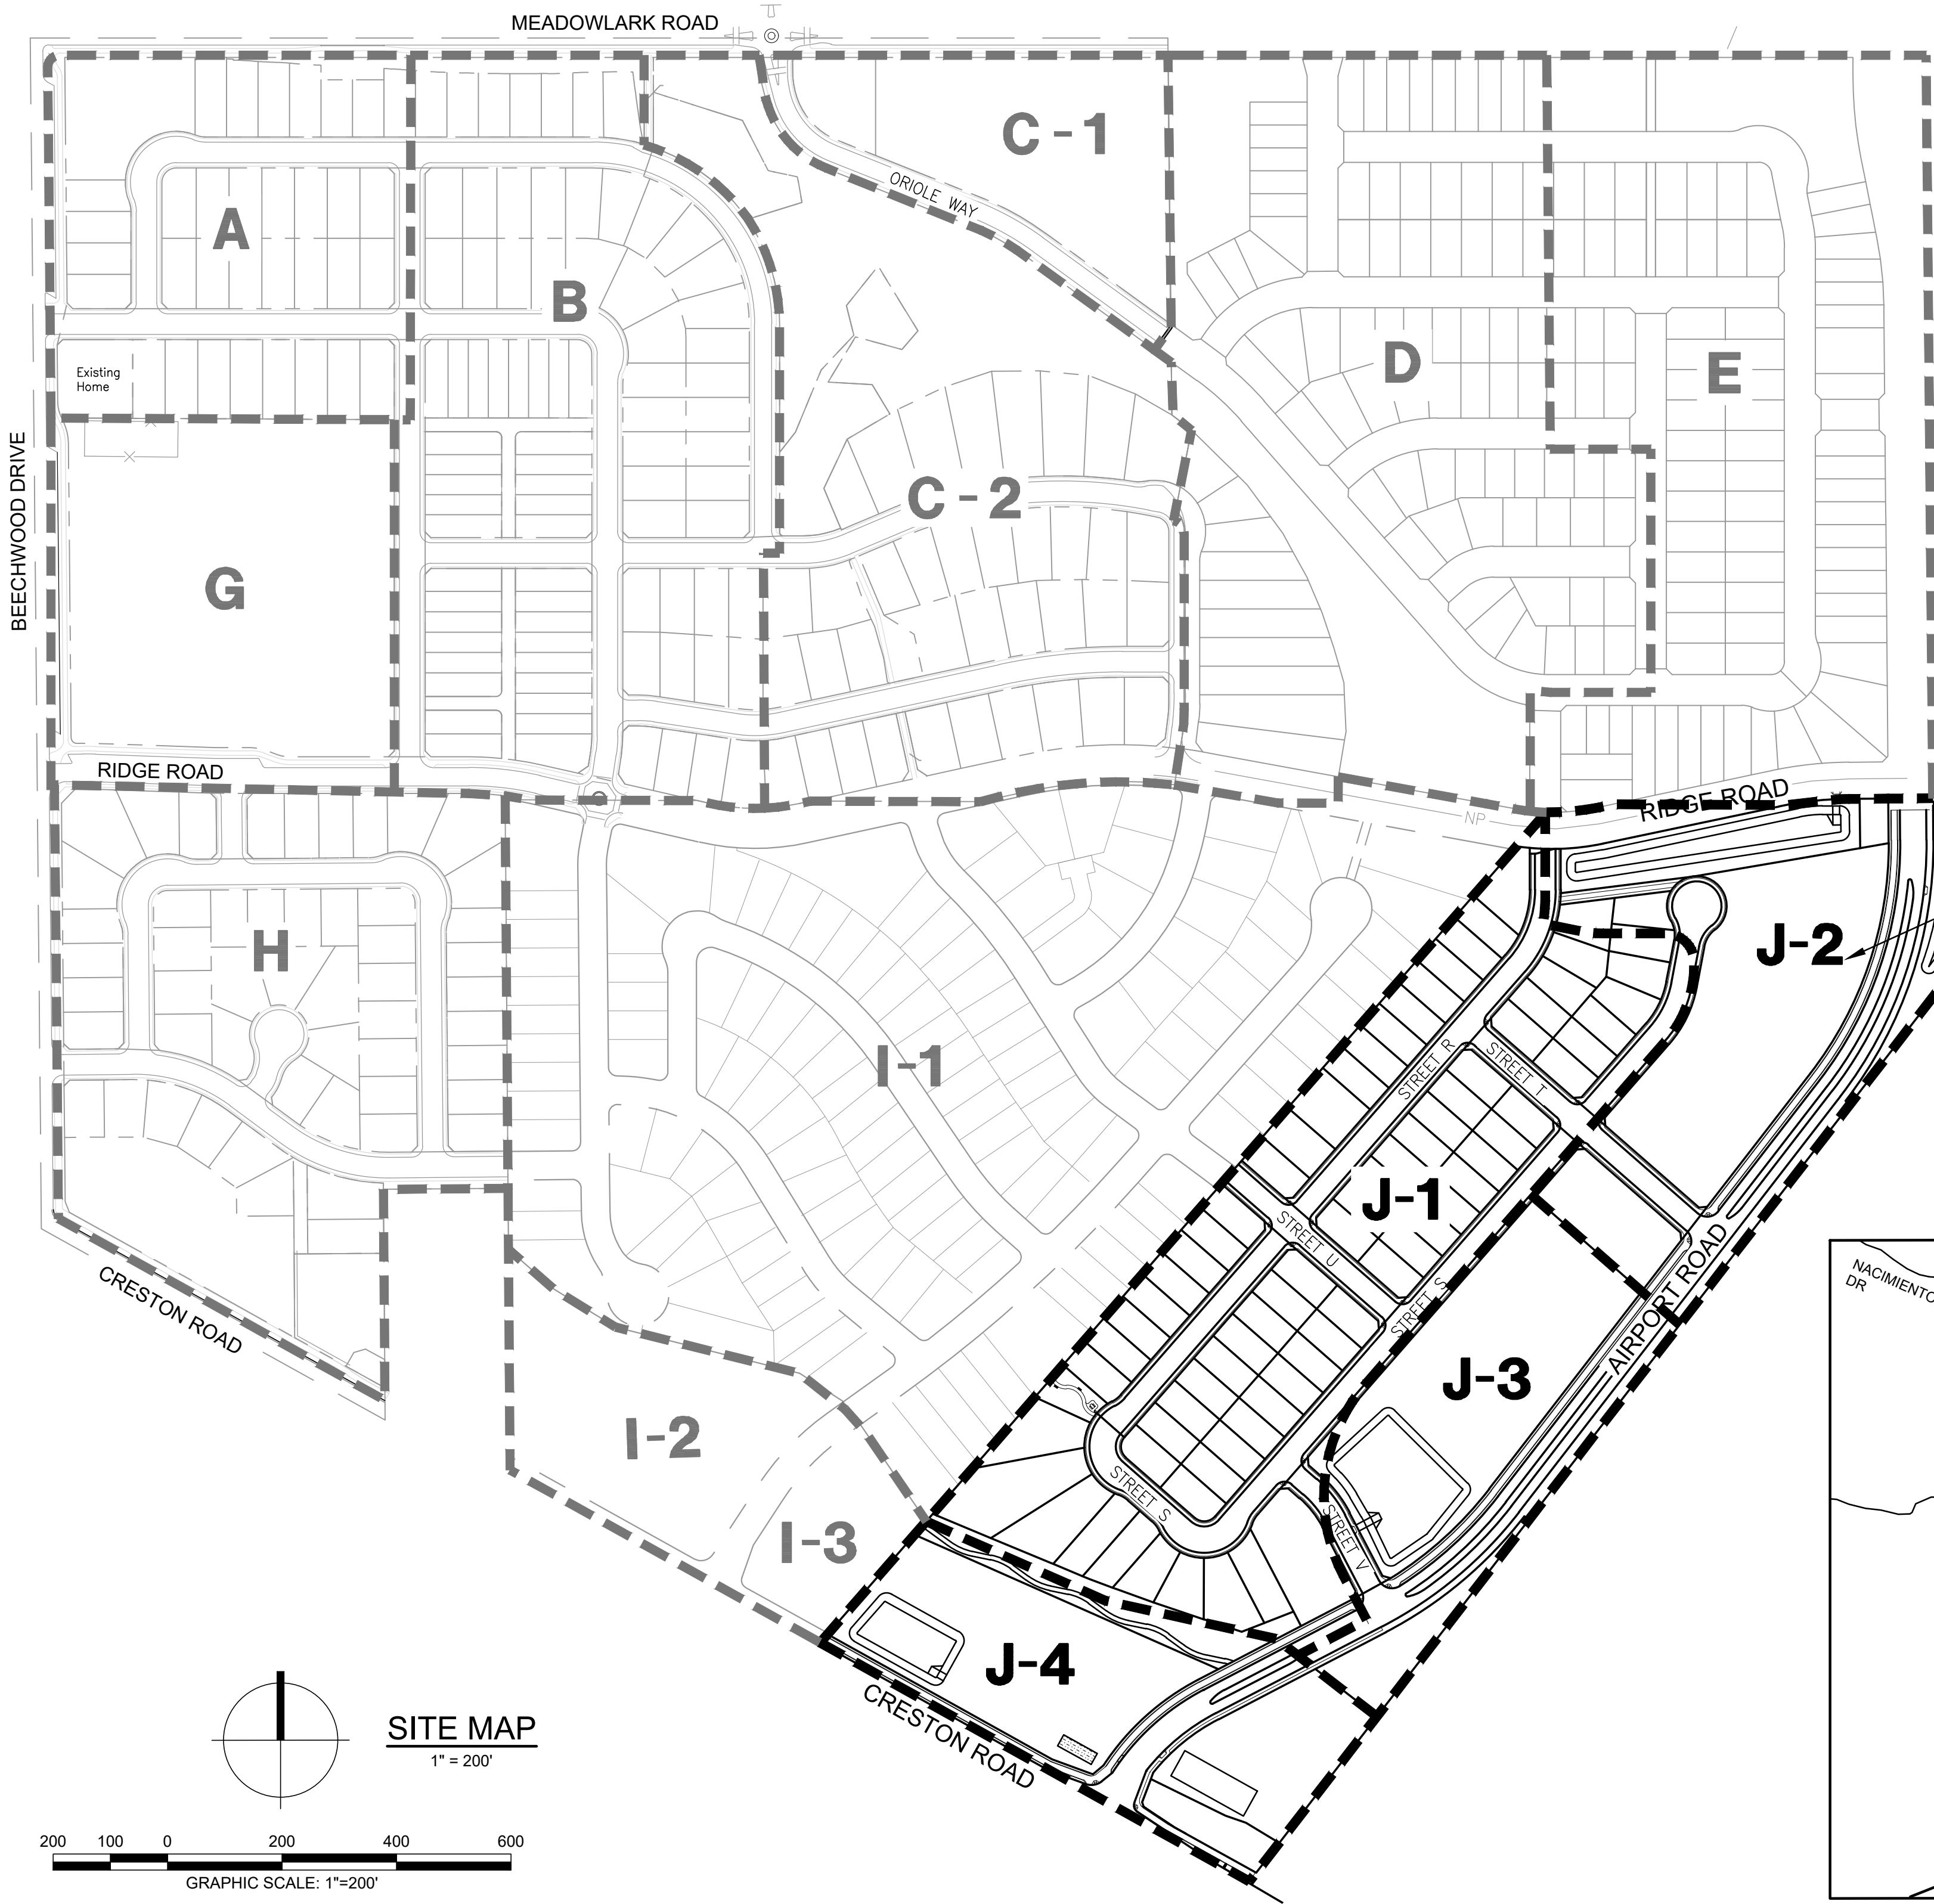 MEADOWLARK ROAD
C-1
ORIOLE WAY
A
B
D
E
Existing
Home
BEECHWOOD DRIVE
C-2
G
RIDGE ROAD
RIDGE ROAD
NP
J-2
H
I-1
STREET R
STREET T
J-1
STREET U
STREET S
AIRPORT ROAD
NACIMIENTO
DR
CRESTON ROAD
J-3
I-2
STREET S
STREET V
I-3
J-4
CRESTON ROAD
SITE MAP
1" = 200'
200 100 0 200 400 600
GRAPHIC SCALE: 1"=200'